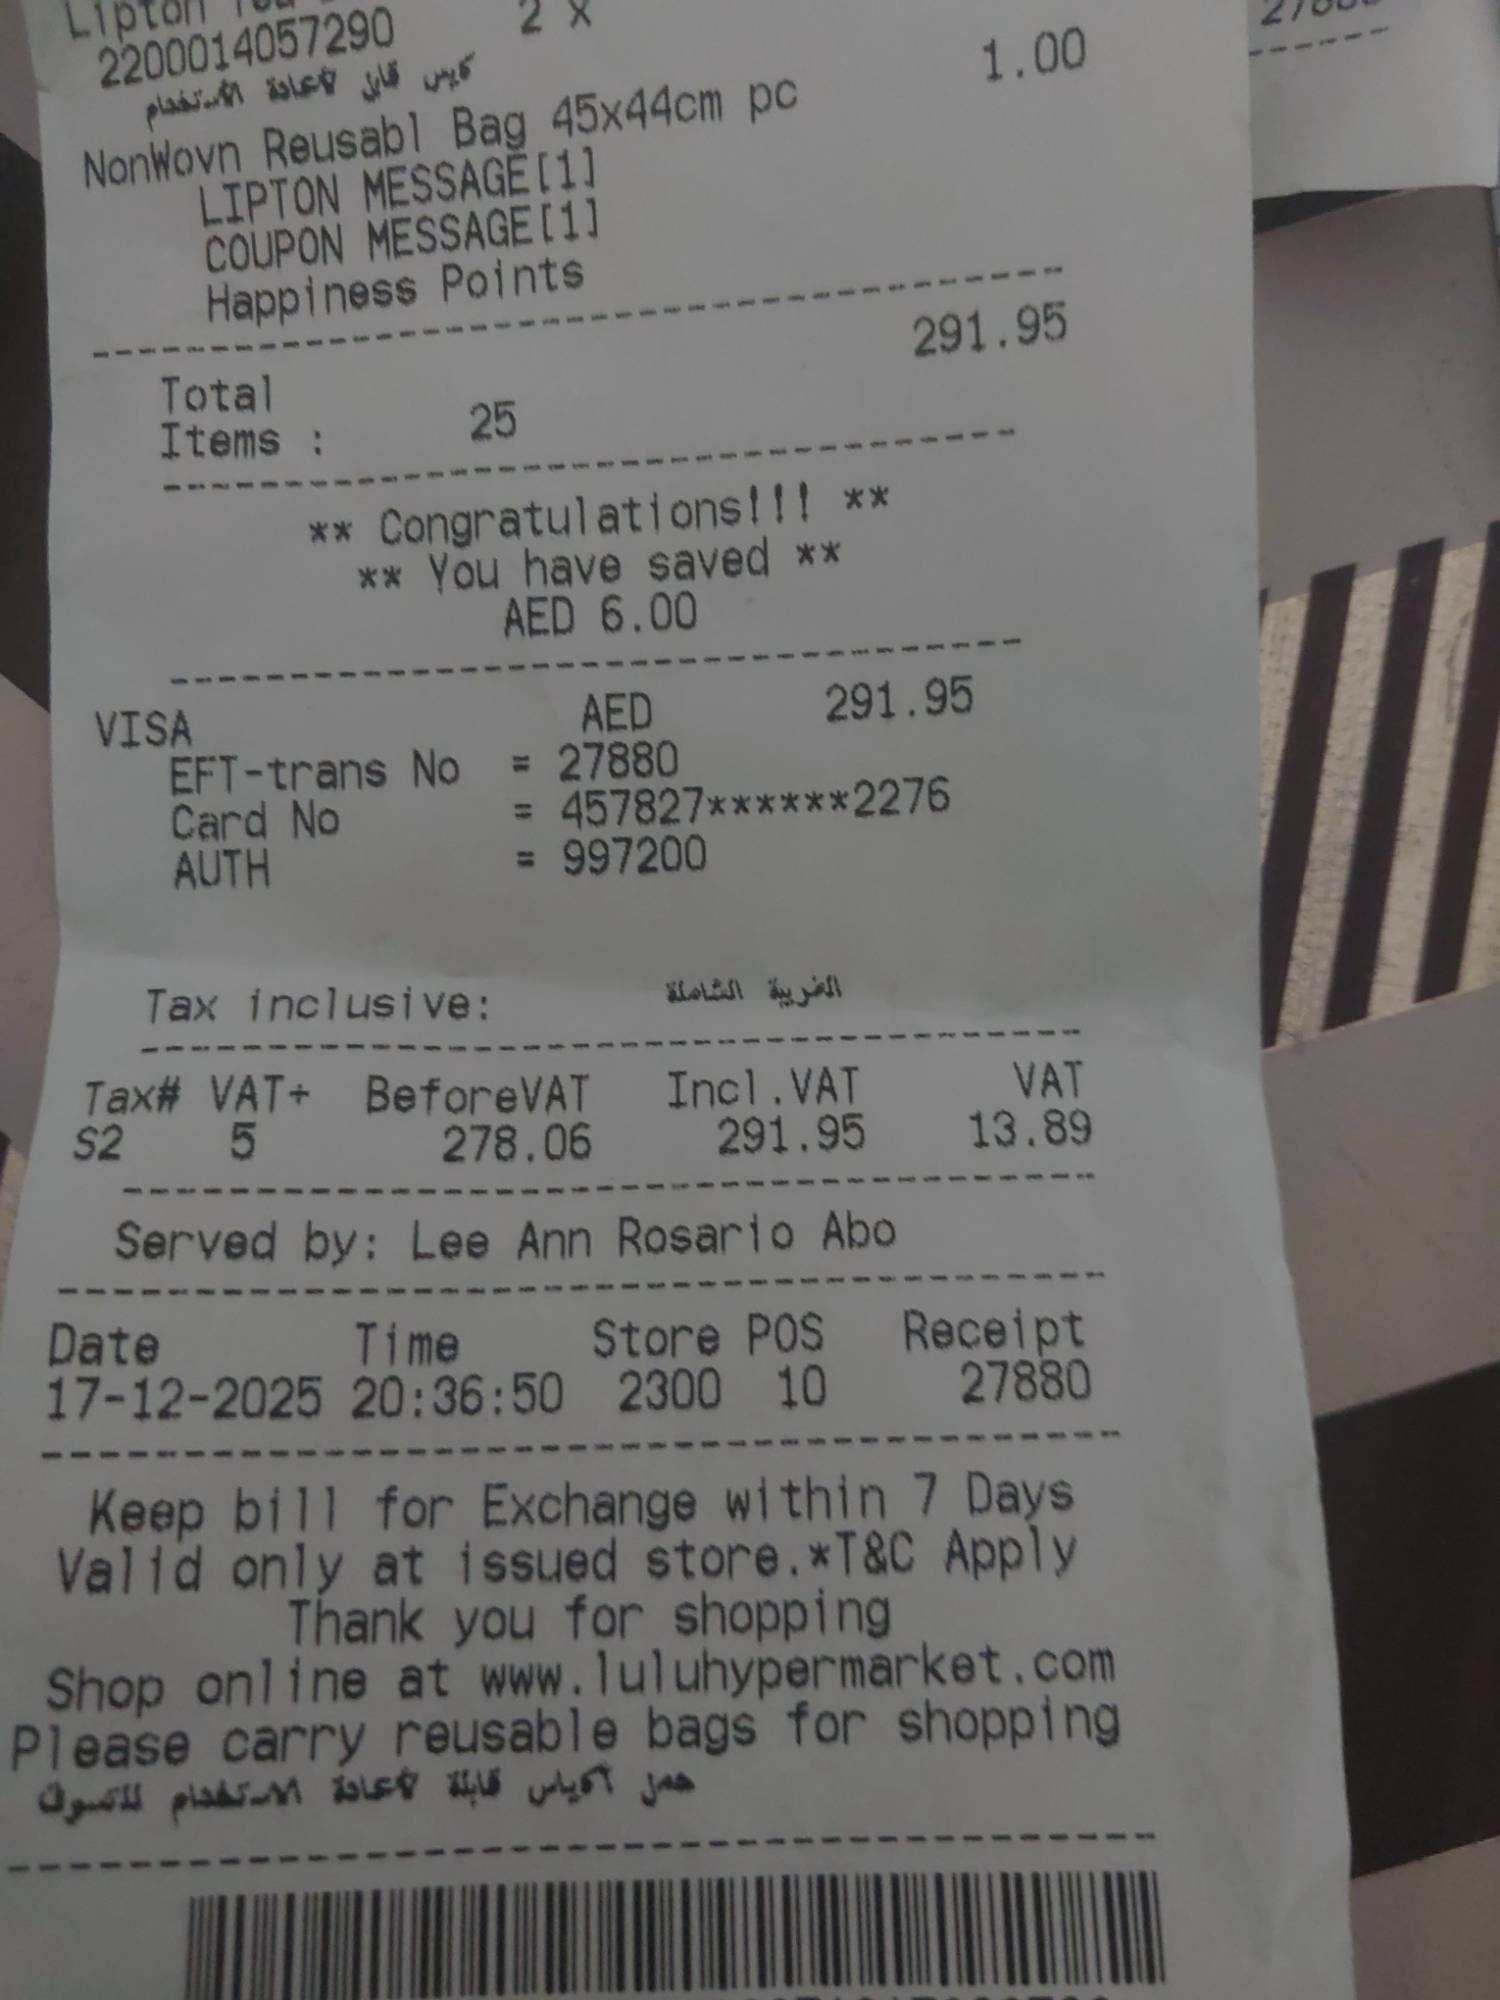 Lipton
2200014057290 2 X
كيس قابل لاعادة الاستخدام 1.00
NonWovn Reusabl Bag 45x44cm pc
LIPTON MESSAGE[1]
COUPON MESSAGE[1]
Happiness Points
Total 291.95
Items : 25
** Congratulations!!! **
** You have saved **
AED 6.00
VISA AED 291.95
EFT-trans No = 27880
Card No = 457827******2276
AUTH = 997200
Tax inclusive: الضريبة الشاملة
Tax# VAT+ BeforeVAT Incl.VAT VAT
S2 5 278.06 291.95 13.89
Served by: Lee Ann Rosario Abo
Date Time Store POS Receipt
17-12-2025 20:36:50 2300 10 27880
Keep bill for Exchange within 7 Days
Valid only at issued store.*T&C Apply
Thank you for shopping
Shop online at www.luluhypermarket.com
Please carry reusable bags for shopping
حمل أكياس قابلة لاعادة الاستخدام للتسوق